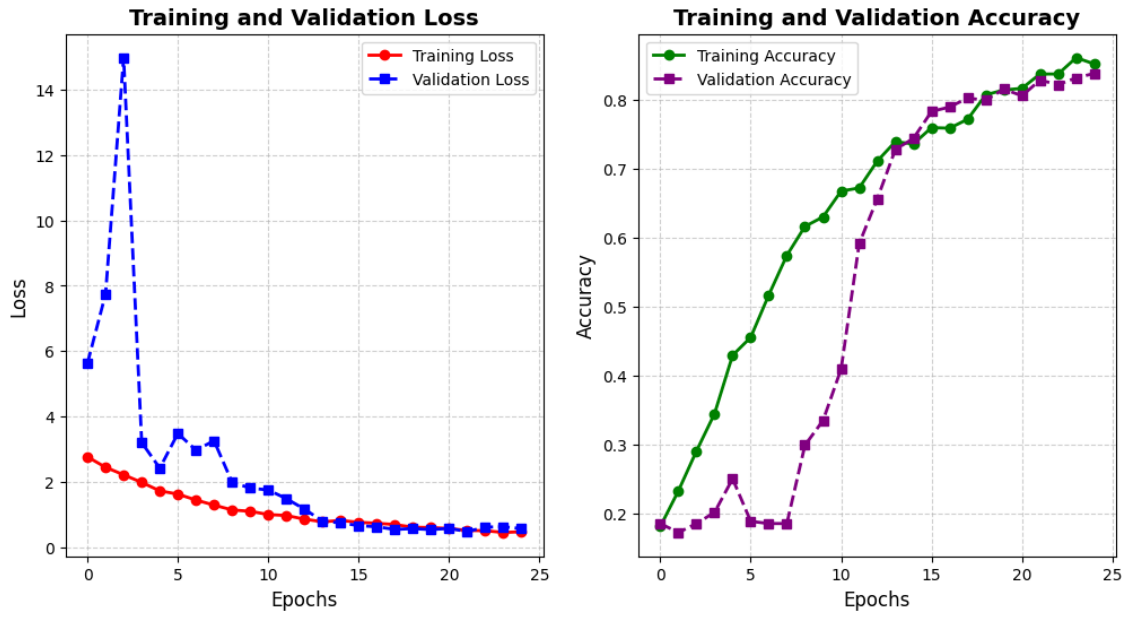 Training and Validation Loss
Training Loss
Validation Loss
Loss
14
12
10
8
6
4
2
0
0
5
10
15
20
25
Epochs
Training and Validation Accuracy
Training Accuracy
Validation Accuracy
Accuracy
0.8
0.7
0.6
0.5
0.4
0.3
0.2
0
5
10
15
20
25
Epochs